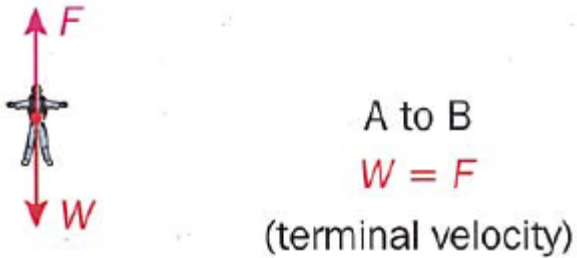 F
W
A to B
W = F
(terminal velocity)